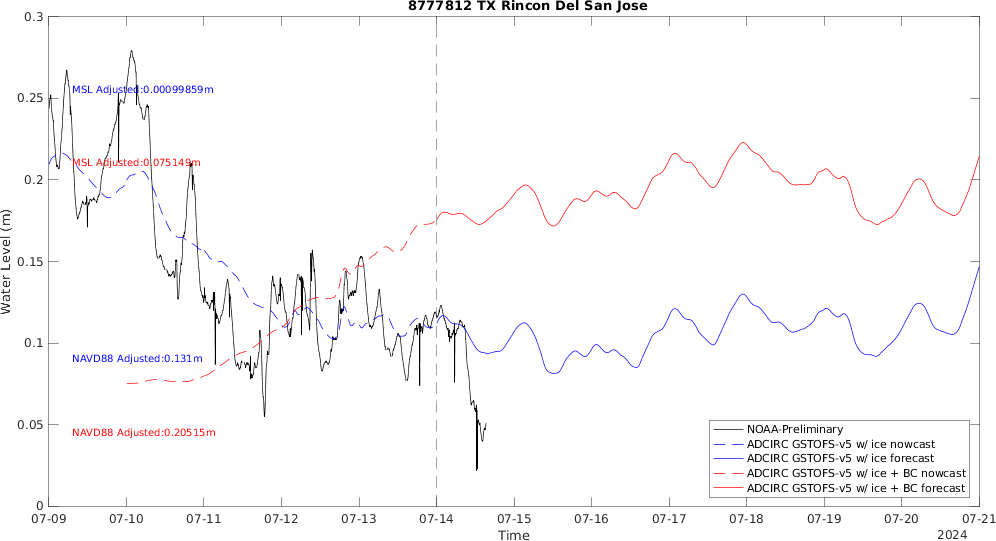 8777812 TX Rincon Del San Jose
0.3
0.25
0.2
0.15
0.1
0.05
0
Water Level (m)
MSL Adjusted:0.00099859m
MSL Adjusted:0.075149m
NAVD88 Adjusted:0.131m
NAVD88 Adjusted:0.20515m
NOAA-Preliminary
ADCIRC GSTOFS-v5 w/ ice nowcast
ADCIRC GSTOFS-v5 w/ ice forecast
ADCIRC GSTOFS-v5 w/ ice + BC nowcast
ADCIRC GSTOFS-v5 w/ ice + BC forecast
07-09 07-10 07-11 07-12 07-13 07-14 07-15 07-16 07-17 07-18 07-19 07-20 07-21
Time
2024